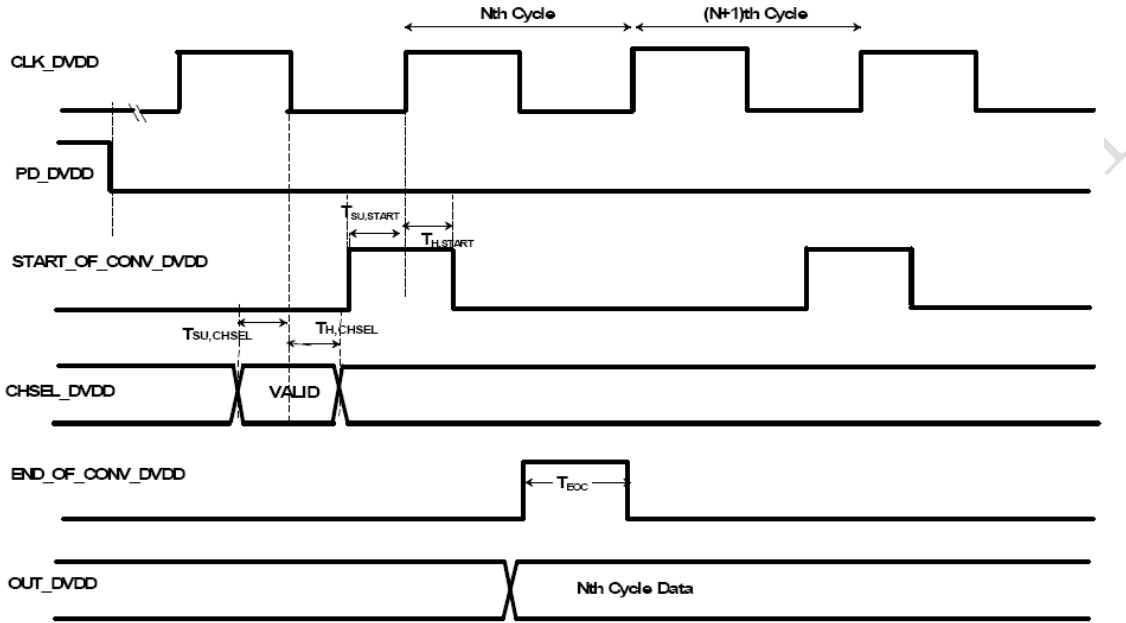 Nth Cycle
(N+1)th Cycle
CLK_DVDD
PD_DVDD
TSU,START
TH,START
START_OF_CONV_DVDD
TSU,CHSEL
TH,CHSEL
CHSEL_DVDD
VALID
END_OF_CONV_DVDD
TEOC
OUT_DVDD
Nth Cycle Data